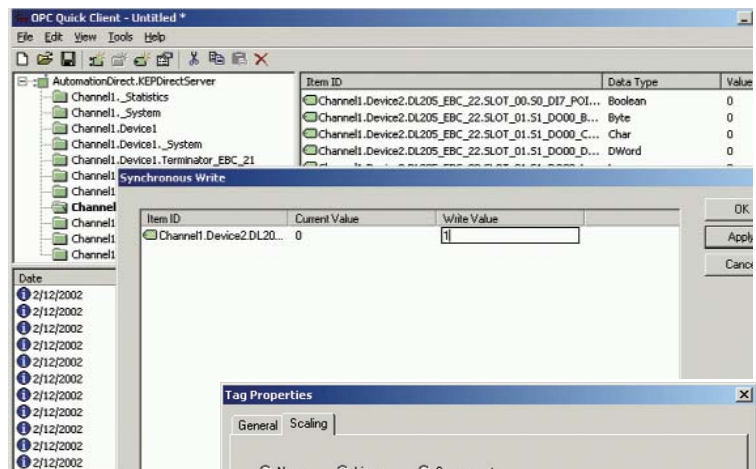 OPC Quick Client - Untitled *
File Edit View Tools Help
AutomationDirect.KEPDirectServer
Channel1._Statistics
Channel1._System
Channel1.Device1
Channel1.Device1._System
Channel1.Device1.Terminator_EBC_21
Channel1
Channel1
Channel
Channel1
Channel1
Channel1
Item ID Data Type Value
Channel1.Device2.DL205_EBC_22.SLOT_00.S0_DI7_POI... Boolean 0
Channel1.Device2.DL205_EBC_22.SLOT_01.S1_DO00_B... Byte 0
Channel1.Device2.DL205_EBC_22.SLOT_01.S1_DO00_C... Char 0
Channel1.Device2.DL205_EBC_22.SLOT_01.S1_DO00_D... DWord 0
Synchronous Write
Item ID Current Value Write Value
Channel1.Device2.DL20... 0 1
OK
Apply
Cance
Date
2/12/2002
2/12/2002
2/12/2002
2/12/2002
2/12/2002
2/12/2002
2/12/2002
2/12/2002
2/12/2002
2/12/2002
2/12/2002
Tag Properties
General Scaling